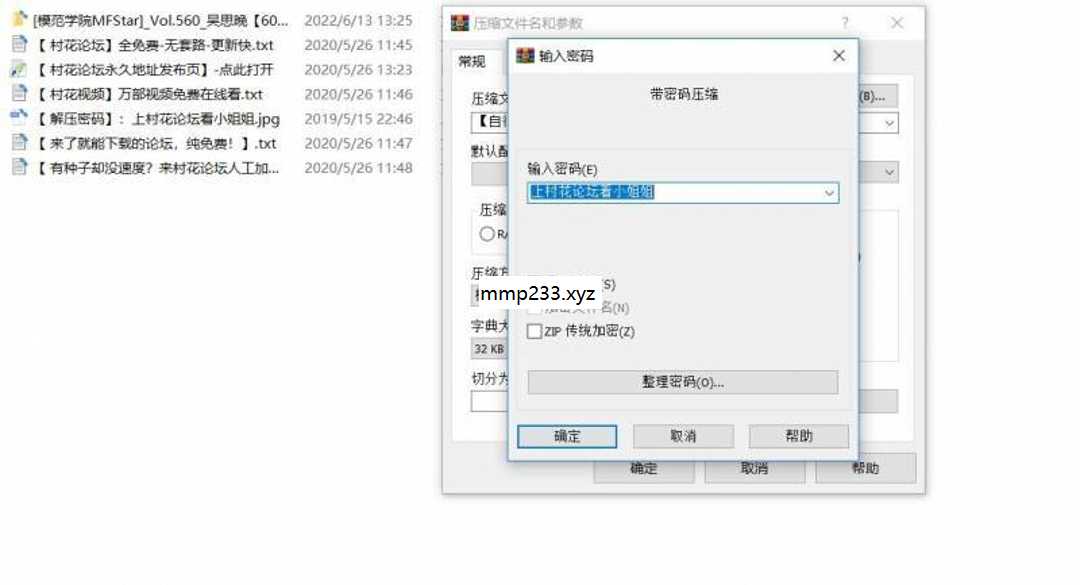 [模范学院MFStar]_Vol.560_吴思晚【60... 2022/6/13 13:25
【 村花论坛】全免费-无套路-更新快.txt 2020/5/26 11:45
【 村花论坛永久地址发布页】-点此打开 2020/5/26 13:23
【 村花视频】万部视频免费在线看.txt 2020/5/26 11:46
【 解压密码】：上村花论坛看小姐姐.jpg 2019/5/15 22:46
【 来了就能下载的论坛，纯免费！】.txt 2020/5/26 11:47
【 有种子却没速度？来村花论坛人工加... 2020/5/26 11:48
压缩文件名和参数 ?
常规
压缩文
(B)...
【自
默认配
压缩
压缩方
字典大
32 KB
切分为
确定 取消 帮助
输入密码
带密码压缩
输入密码(E)
上村花论坛看小姐姐
(S)
mmp233.xyz
加密文件名(N)
ZIP 传统加密(Z)
整理密码(O)...
确定 取消 帮助